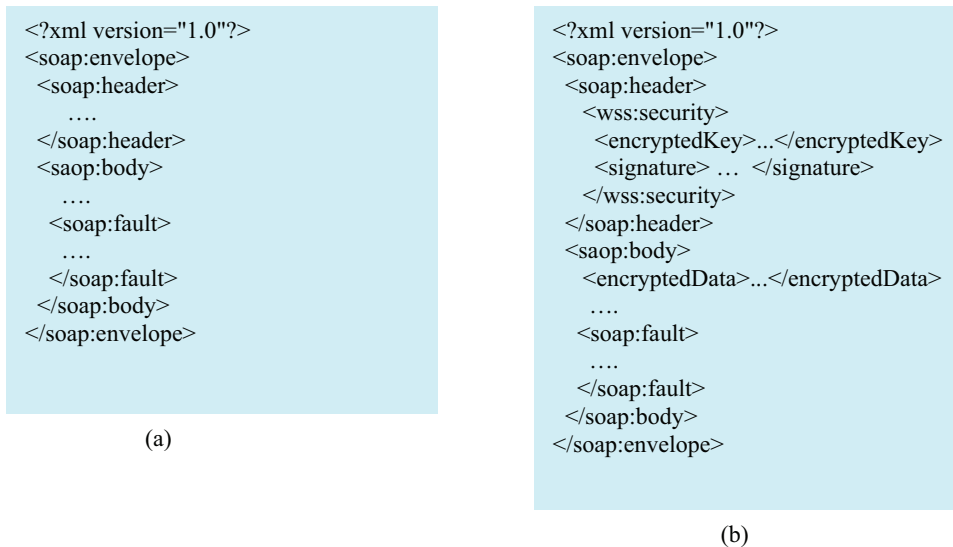 <?xml version="1.0"?>
<soap:envelope>
<soap:header>
….
</soap:header>
<saop:body>
….
<soap:fault>
….
</soap:fault>
</soap:body>
</soap:envelope>
(a)
<?xml version="1.0"?>
<soap:envelope>
<soap:header>
<wss:security>
<encryptedKey>...</encryptedKey>
<signature> … </signature>
</wss:security>
</soap:header>
<saop:body>
<encryptedData>...</encryptedData>
….
<soap:fault>
….
</soap:fault>
</soap:body>
</soap:envelope>
(b)